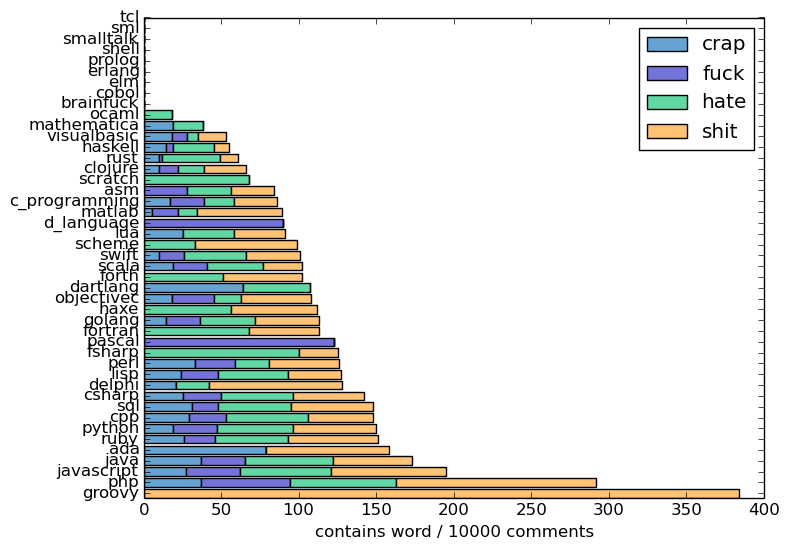 tcl
sml
smalltalk
shell
prolog
erlang
elm
cobol
brainfuck
ocaml
mathematica
visualbasic
haskell
rust
clojure
scratch
asm
c_programming
matlab
d_language
lua
scheme
swift
scala
forth
dartlang
objectivec
haxe
golang
fortran
pascal
fsharp
perl
lisp
delphi
csharp
sql
cpp
python
ruby
ada
java
javascript
php
groovy
crap
fuck
hate
shit
0 50 100 150 200 250 300 350 400
contains word / 10000 comments